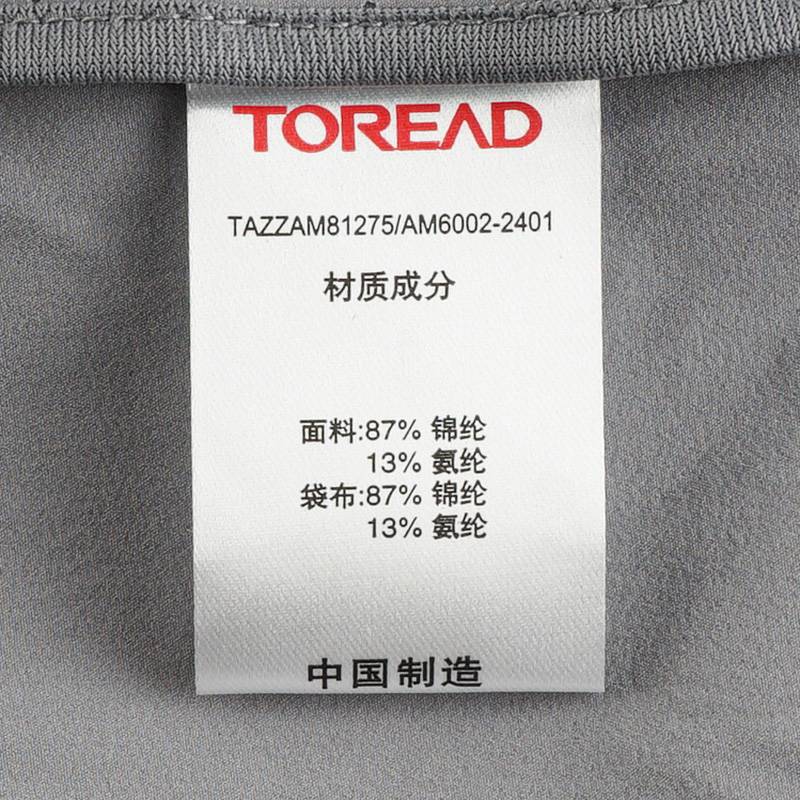 TOREAD
TAZZAM81275/AM6002-2401
材质成分
面料:87% 锦纶
13% 氨纶
袋布:87% 锦纶
13% 氨纶
中国制造